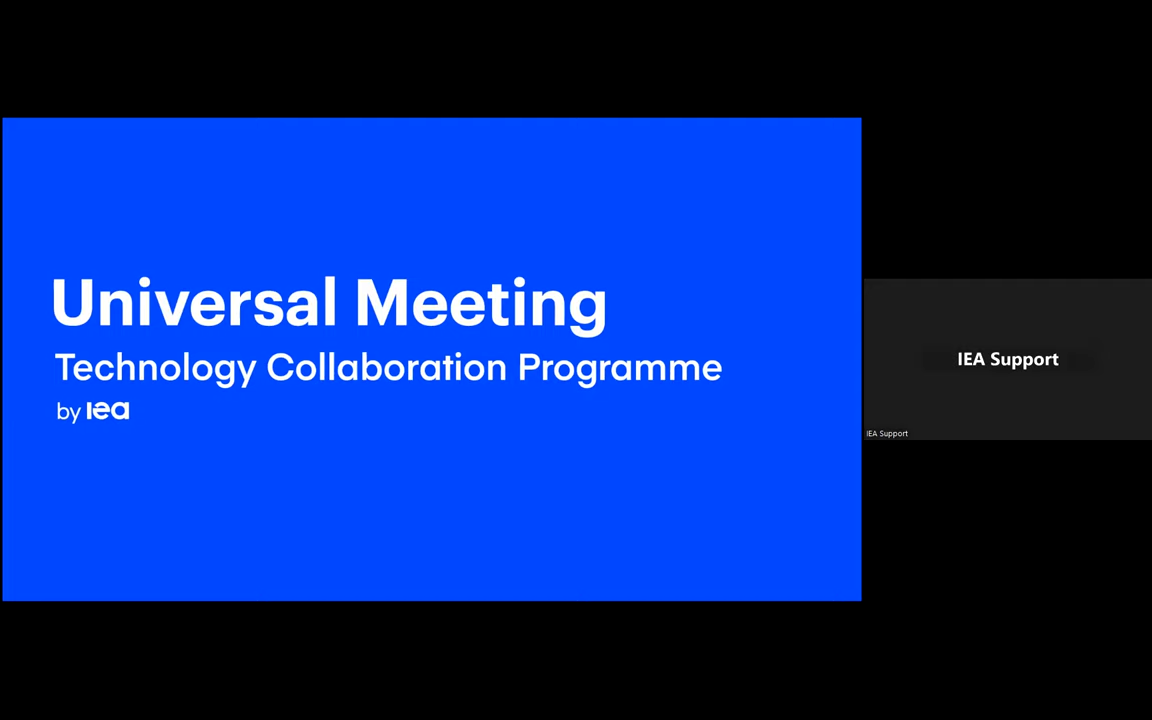 Universal Meeting
Technology Collaboration Programme
by iea
IEA Support
IEA Support